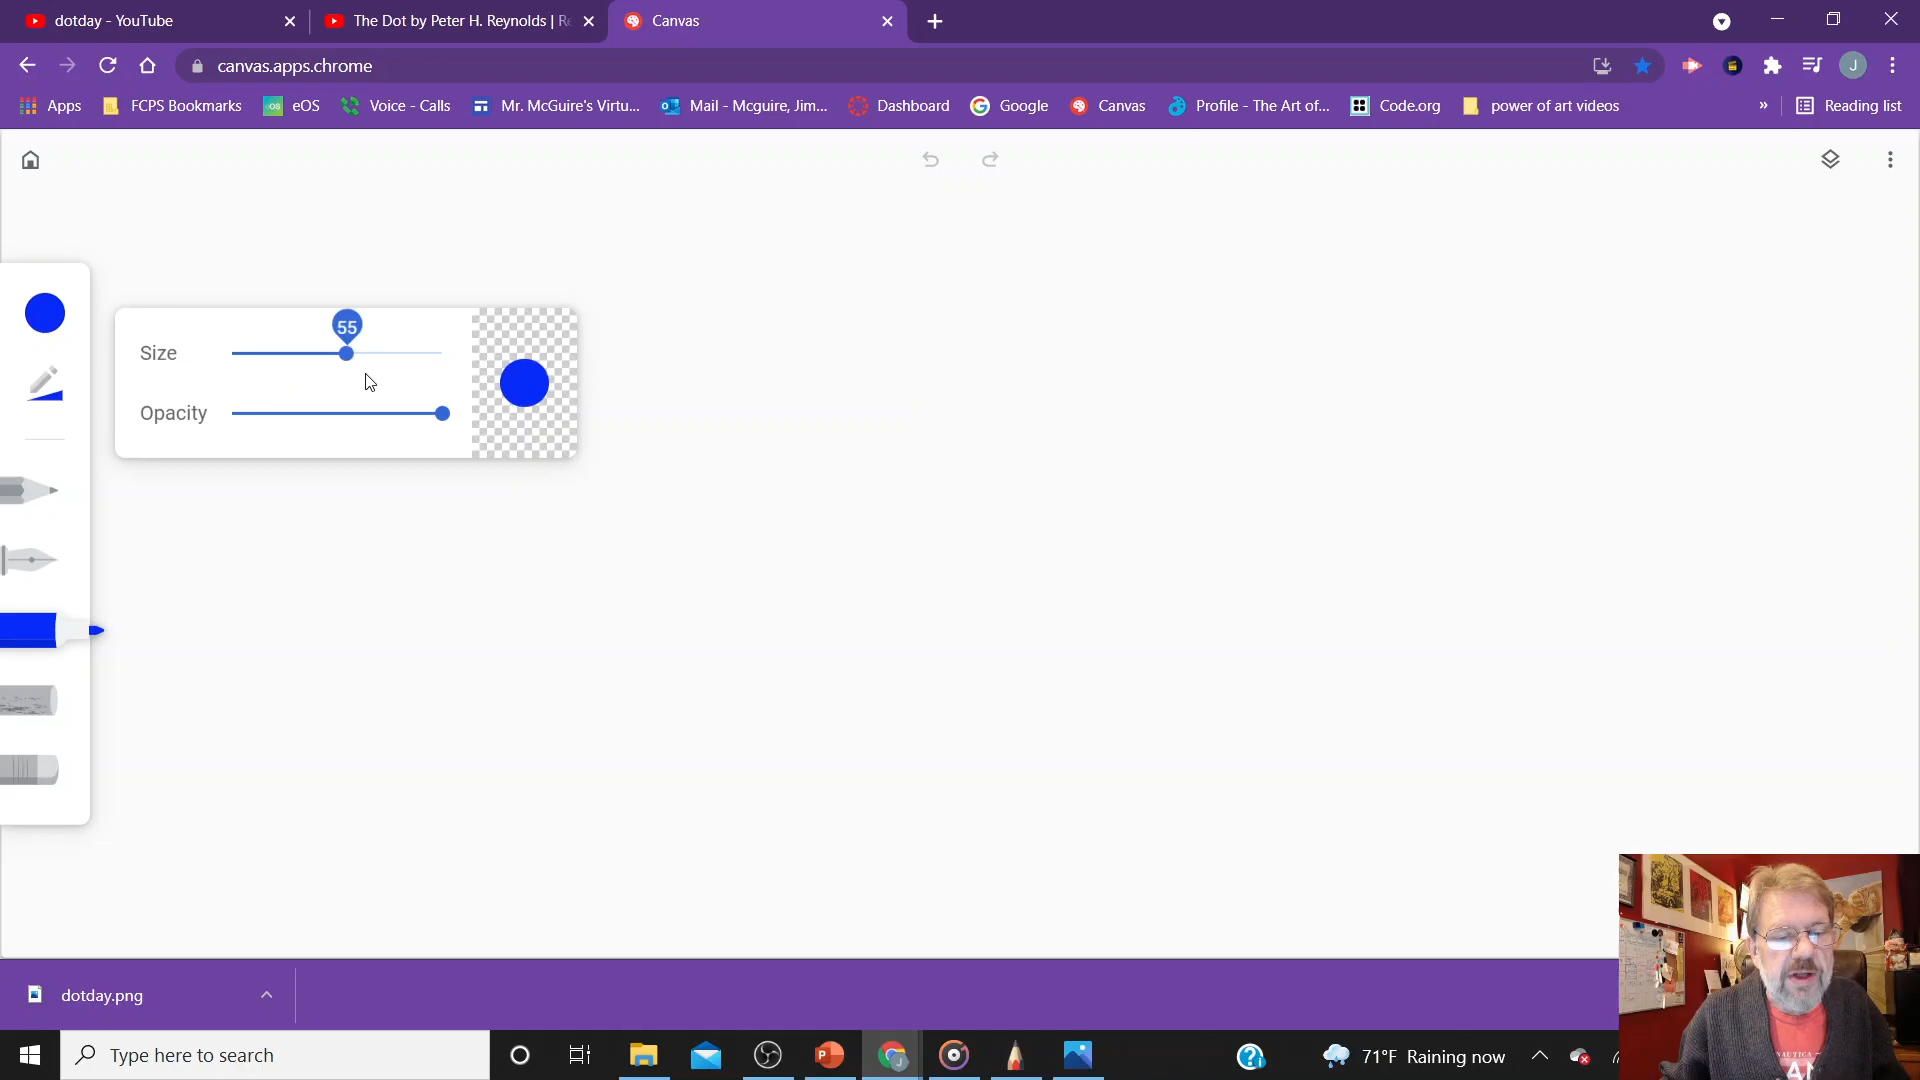 dotday - YouTube
The Dot by Peter H. Reynolds |
Canvas
canvas.apps.chrome
J
Apps
FCPS Bookmarks
eOS
Voice - Calls
Mr. McGuire's Virtu...
Mail - Mcguire, Jim...
Dashboard
Google
Canvas
Profile - The Art of...
Code.org
power of art videos
»
Reading list
55
Size
Opacity
dotday.png
Type here to search
71°F Raining now